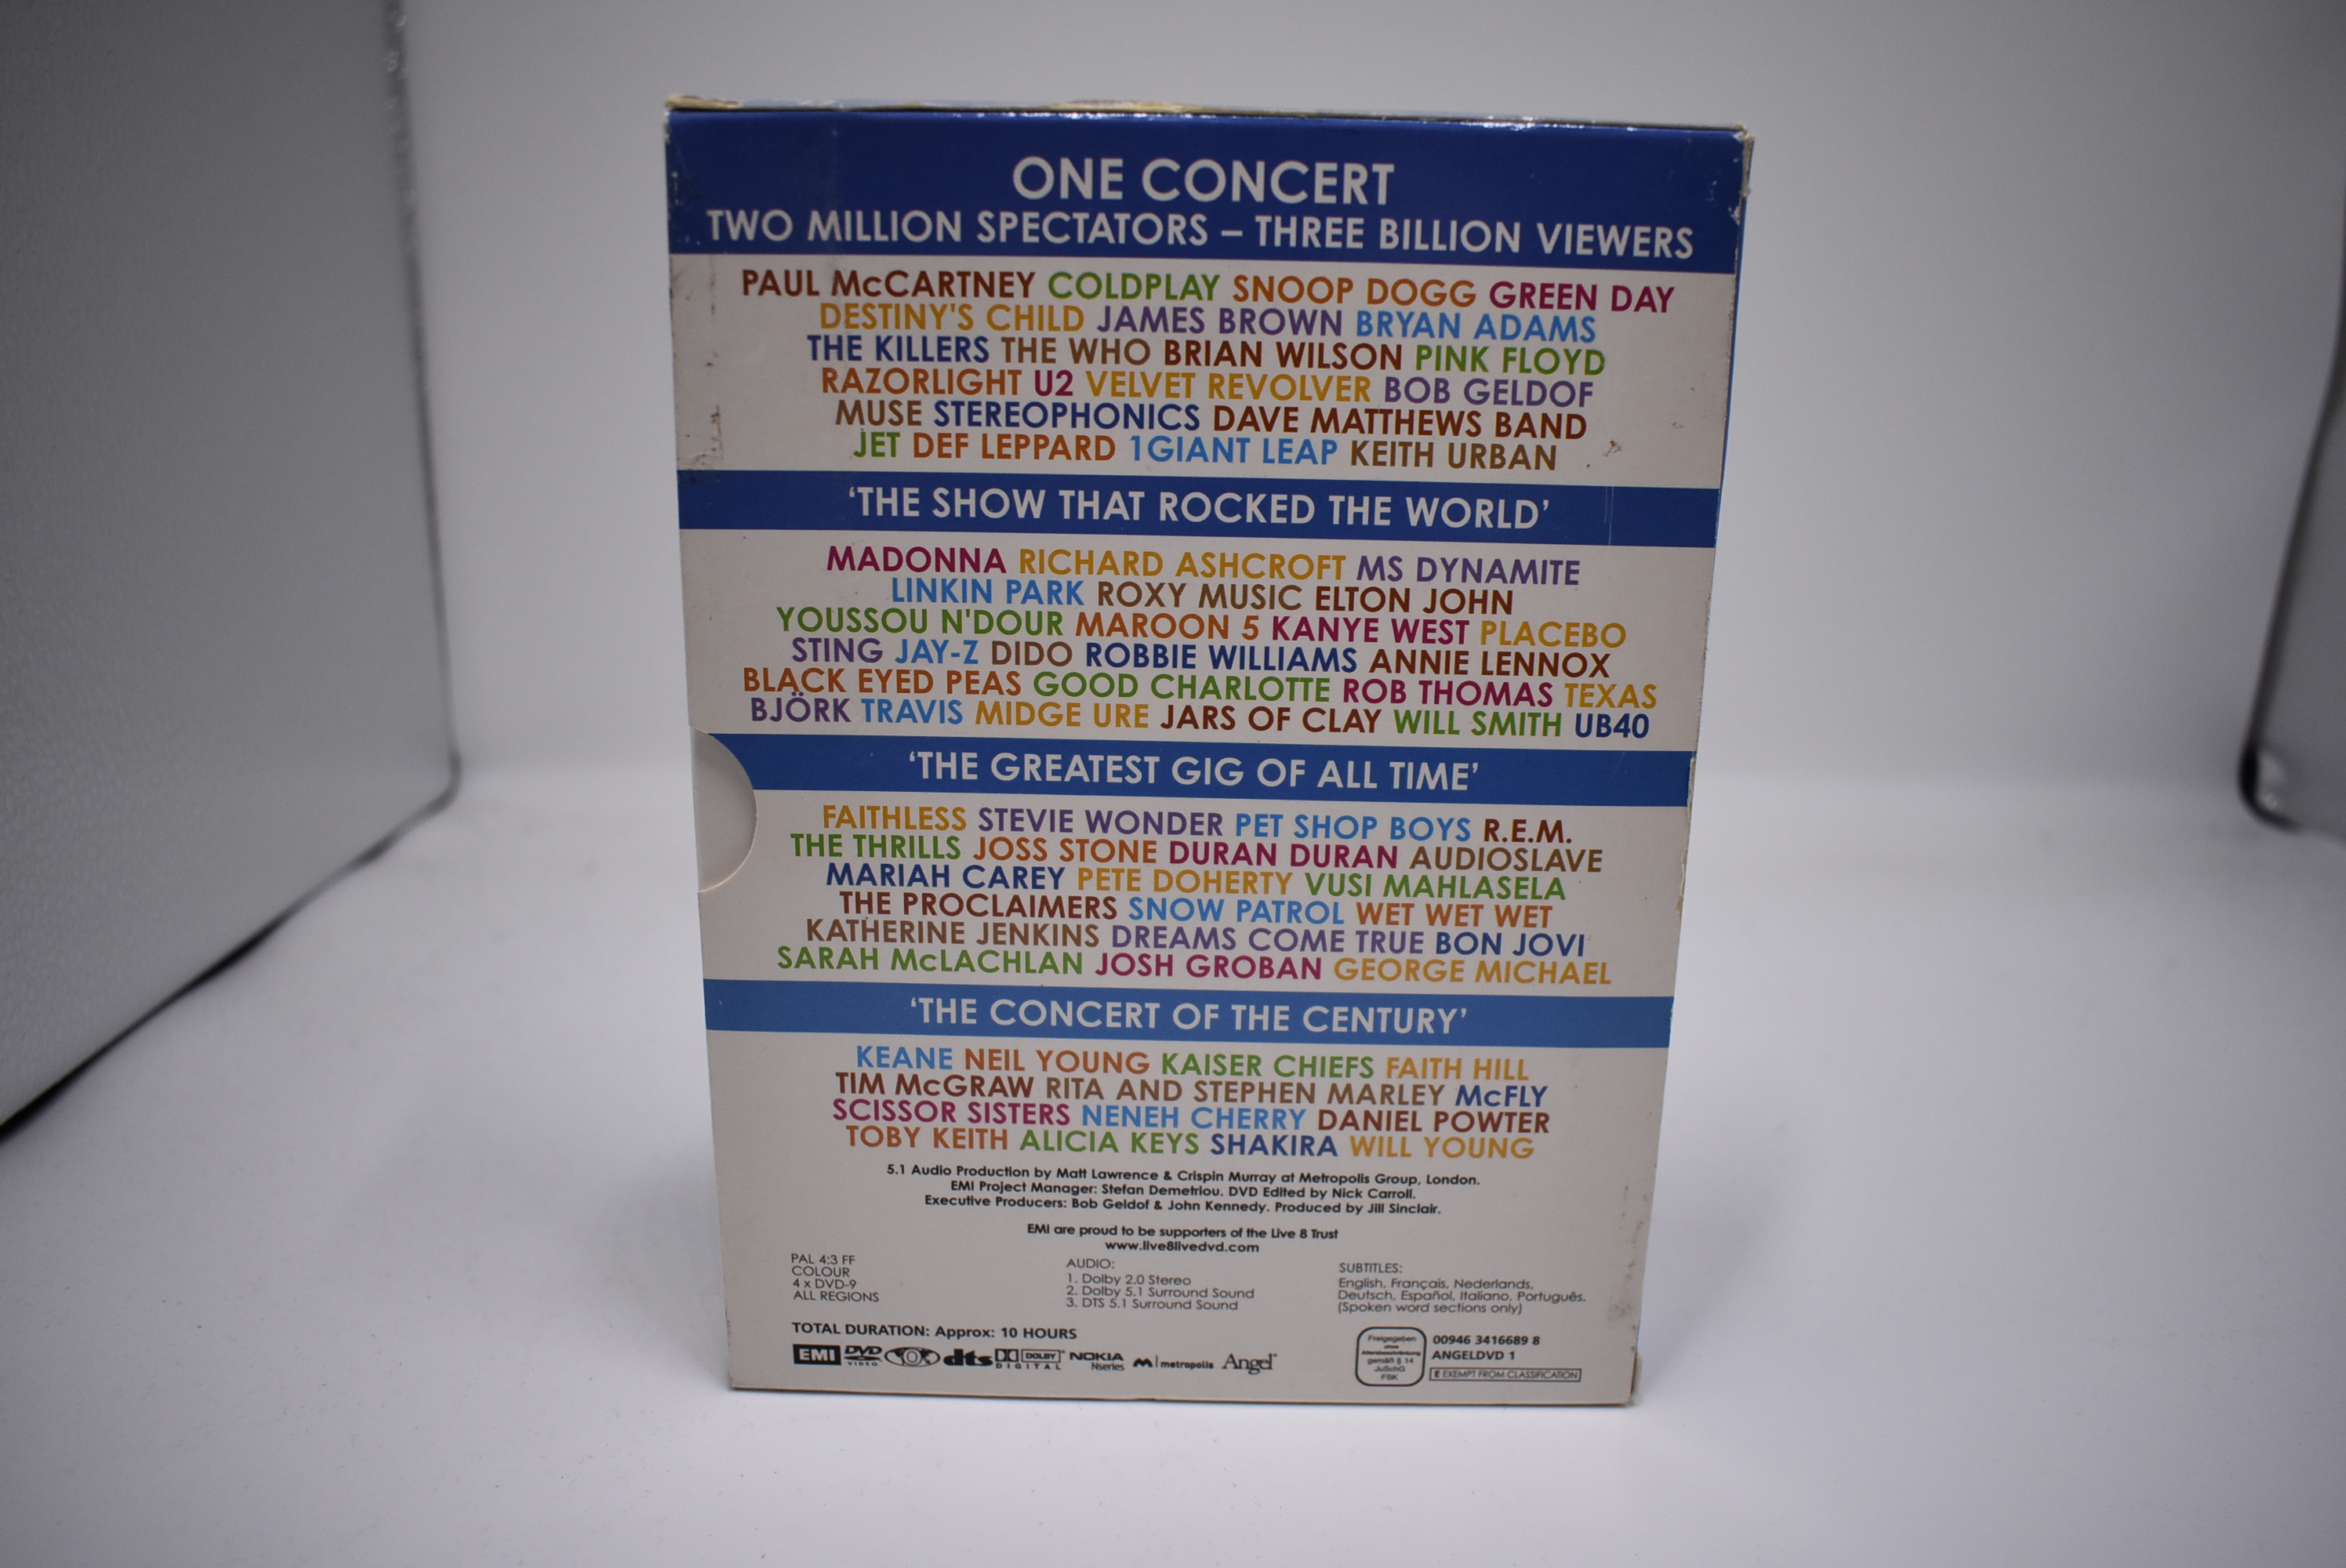 ONE CONCERT
TWO MILLION SPECTATORS – THREE BILLION VIEWERS
PAUL McCARTNEY COLDPLAY SNOOP DOGG GREEN DAY
DESTINY'S CHILD JAMES BROWN BRYAN ADAMS
THE KILLERS THE WHO BRIAN WILSON PINK FLOYD
RAZORLIGHT U2 VELVET REVOLVER BOB GELDOF
MUSE STEREOPHONICS DAVE MATTHEWS BAND
JET DEF LEPPARD 1GIANT LEAP KEITH URBAN
‘THE SHOW THAT ROCKED THE WORLD’
MADONNA RICHARD ASHCROFT MS DYNAMITE
LINKIN PARK ROXY MUSIC ELTON JOHN
YOUSSOU N'DOUR MAROON 5 KANYE WEST PLACEBO
STING JAY-Z DIDO ROBBIE WILLIAMS ANNIE LENNOX
BLACK EYED PEAS GOOD CHARLOTTE ROB THOMAS TEXAS
BJÖRK TRAVIS MIDGE URE JARS OF CLAY WILL SMITH UB40
‘THE GREATEST GIG OF ALL TIME’
FAITHLESS STEVIE WONDER PET SHOP BOYS R.E.M.
THE THRILLS JOSS STONE DURAN DURAN AUDIOSLAVE
MARIAH CAREY PETE DOHERTY VUSI MAHLASELA
THE PROCLAIMERS SNOW PATROL WET WET WET
KATHERINE JENKINS DREAMS COME TRUE BON JOVI
SARAH McLACHLAN JOSH GROBAN GEORGE MICHAEL
‘THE CONCERT OF THE CENTURY’
KEANE NEIL YOUNG KAISER CHIEFS FAITH HILL
TIM McGRAW RITA AND STEPHEN MARLEY McFLY
SCISSOR SISTERS NENEH CHERRY DANIEL POWTER
TOBY KEITH ALICIA KEYS SHAKIRA WILL YOUNG
5.1 Audio Production by Matt Lawrence & Crispin Murray at Metropolis Group, London.
EMI Project Manager: Stefan Demetriou. DVD Edited by Nick Carroll.
Executive Producers: Bob Geldof & John Kennedy. Produced by Jill Sinclair.
EMI are proud to be supporters of the Live 8 Trust
www.live8livedvd.com
PAL 4:3 FF
COLOUR
4 x DVD-9
ALL REGIONS
AUDIO:
1. Dolby 2.0 Stereo
2. Dolby 5.1 Surround Sound
3. DTS 5.1 Surround Sound
SUBTITLES:
English, Français, Nederlands,
Deutsch, Español, Italiano, Português.
(Spoken word sections only)
TOTAL DURATION: Approx: 10 HOURS
EMI DVD VIDEO 0 dts DOLBY DIGITAL NOKIA Nseries metropolis Angel
Freigegeben
ohne
Altersbeschränkung
gemäß § 14
JuSchG
FSK
00946 3416689 8
ANGELDVD 1
E EXEMPT FROM CLASSIFICATION